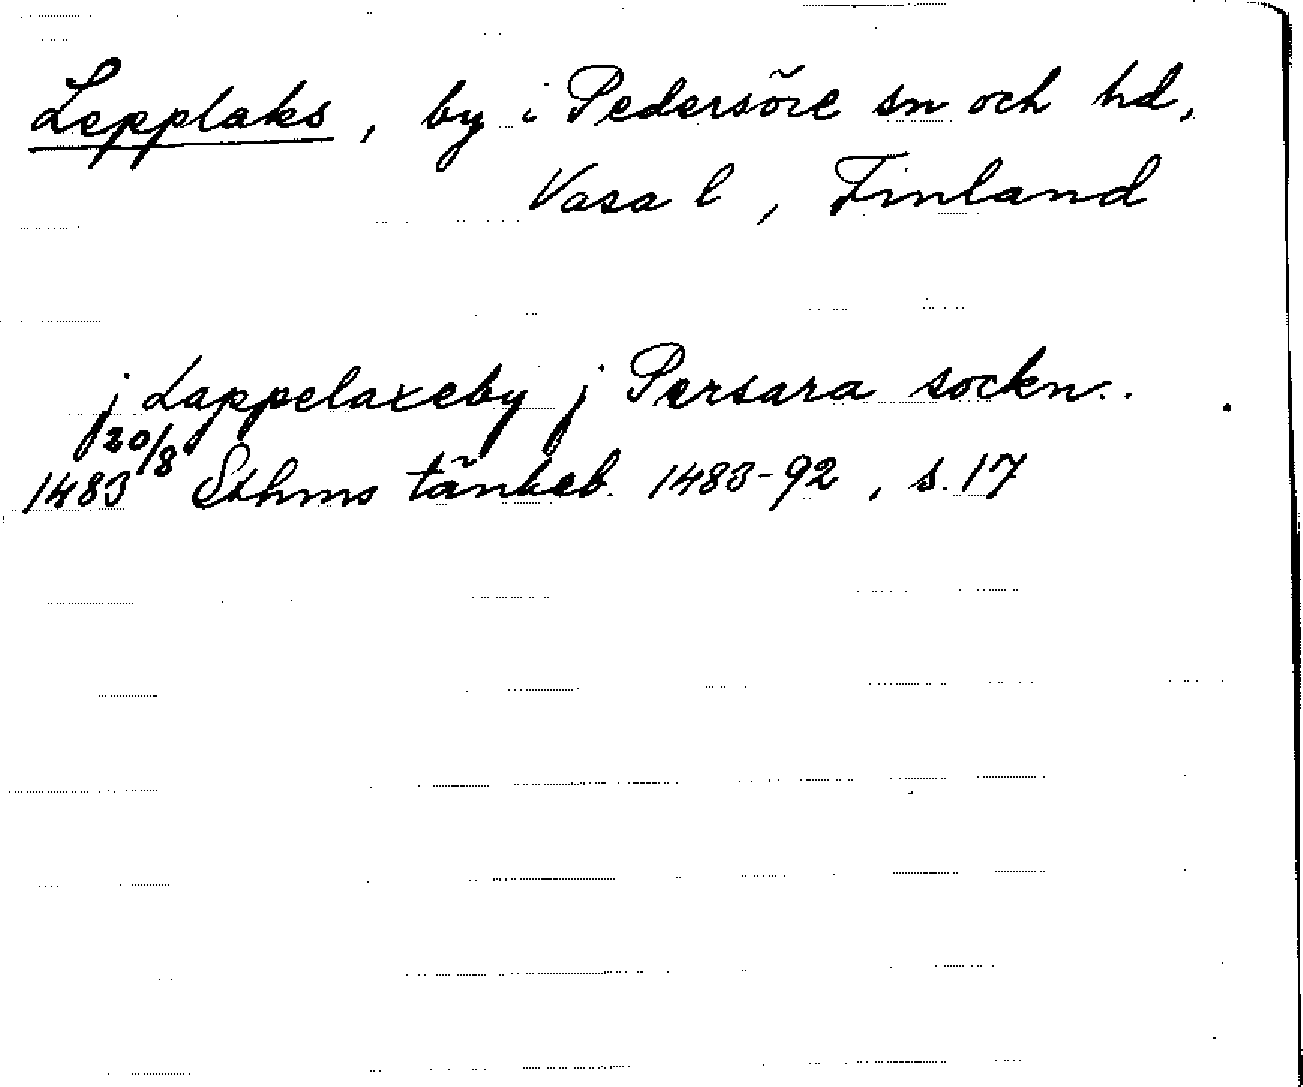 Lepplaks, by i Pedersöre sn och hd,
Vasa l, Finland
j Lappelaxeby j Persara sockn..
1483 20/8 Sthms tänkeb. 1483-92, s. 17